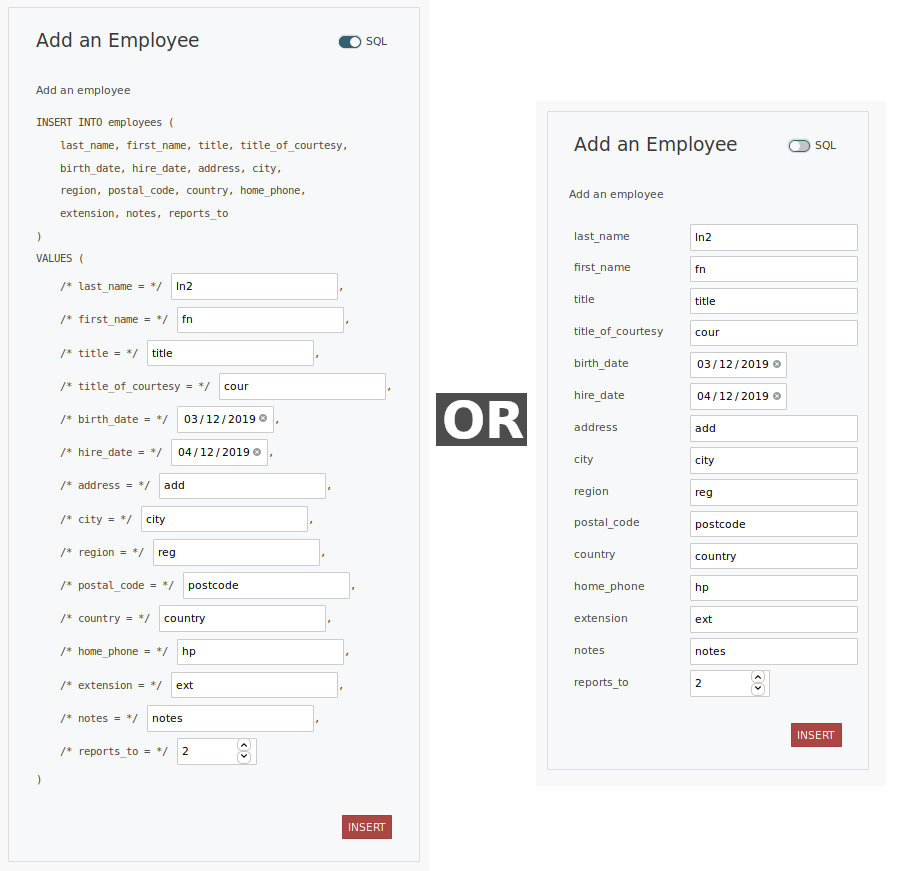 Add an Employee
SQL
Add an employee
INSERT INTO employees (
last_name, first_name, title, title_of_courtesy,
birth_date, hire_date, address, city,
region, postal_code, country, home_phone,
extension, notes, reports_to
)
VALUES (
/* last_name = */ ln2,
/* first_name = */ fn,
/* title = */ title,
/* title_of_courtesy = */ cour,
/* birth_date = */ 03/12/2019,
/* hire_date = */ 04/12/2019,
/* address = */ add,
/* city = */ city,
/* region = */ reg,
/* postal_code = */ postcode,
/* country = */ country,
/* home_phone = */ hp,
/* extension = */ ext,
/* notes = */ notes,
/* reports_to = */ 2
)
INSERT
OR
Add an Employee
SQL
Add an employee
last_name ln2
first_name fn
title title
title_of_courtesy cour
birth_date 03/12/2019
hire_date 04/12/2019
address add
city city
region reg
postal_code postcode
country country
home_phone hp
extension ext
notes notes
reports_to 2
INSERT